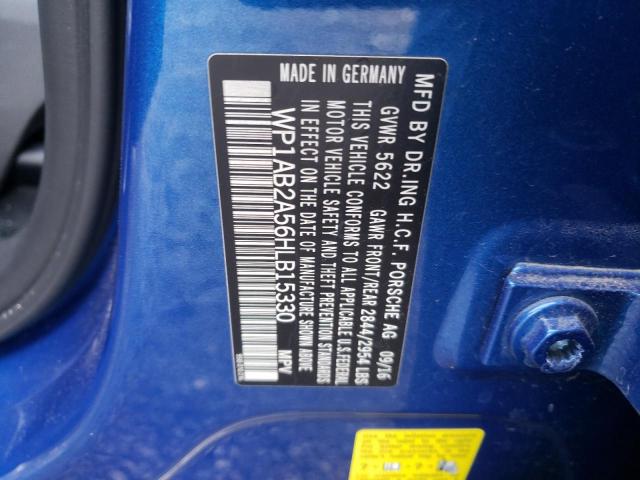 MFD BY DR.ING H.C.F. PORSCHE AG 09/16
GVWR 5622 GAWR FRONT/REAR 2844/2954 LBS
THIS VEHICLE CONFORMS TO ALL APPLICABLE U.S.FEDERAL
MOTOR VEHICLE SAFETY AND THEFT PREVENTION STANDARDS
IN EFFECT ON THE DATE OF MANUFACTURE SHOWN ABOVE
WP1AB2A56HLB15330 MPV
MADE IN GERMANY